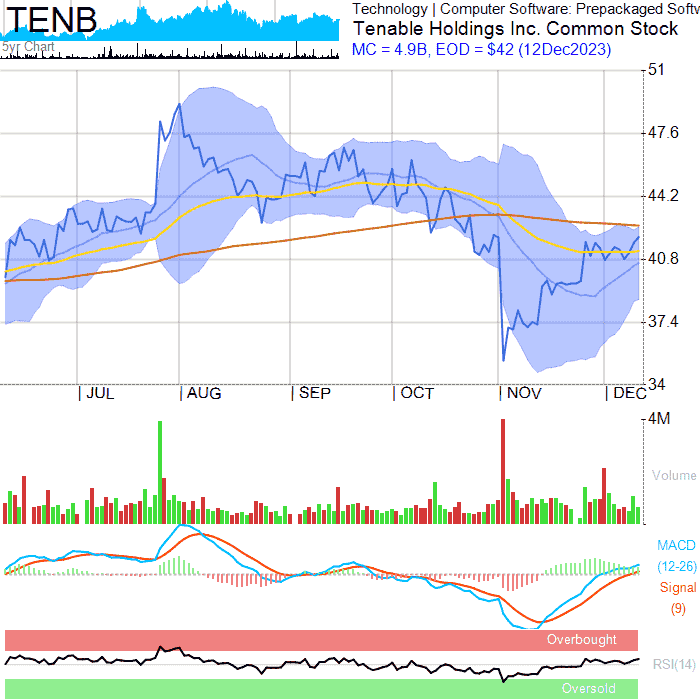 TENB
5yr Chart
Technology | Computer Software: Prepackaged Softw
Tenable Holdings Inc. Common Stock
MC = 4.9B, EOD = $42 (12Dec2023)
51
47.6
44.2
40.8
37.4
34
| JUL | AUG | SEP | OCT | NOV | DEC
4M
Volume
MACD
(12-26)
Signal
(9)
Overbought
RSI(14)
Oversold